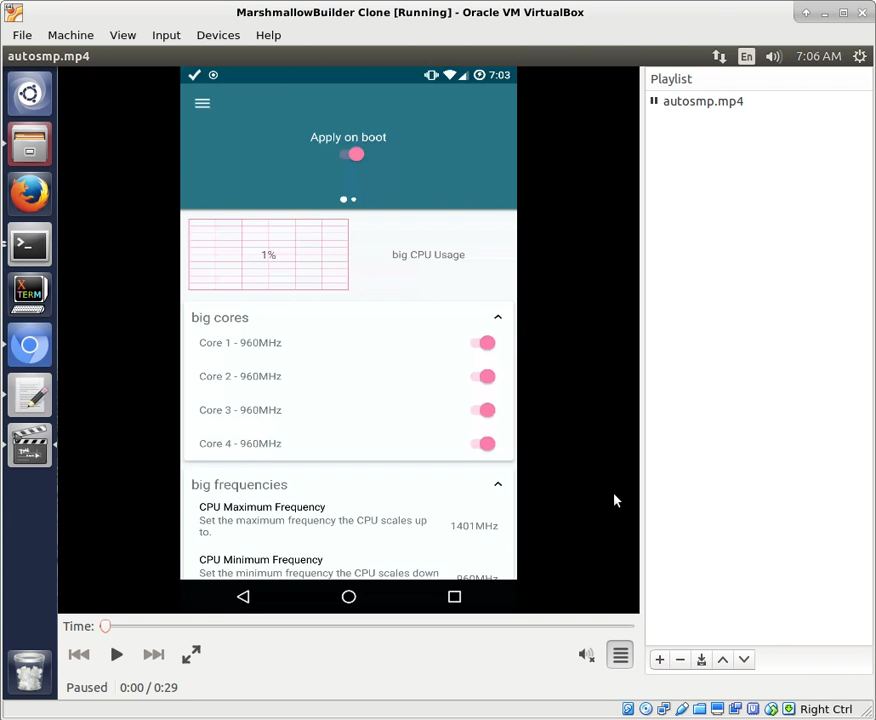 MarshmallowBuilder Clone [Running] - Oracle VM VirtualBox
File Machine View Input Devices Help
autosmp.mp4 En 7:06 AM
7:03
Playlist
autosmp.mp4
Apply on boot
1% big CPU Usage
big cores
Core 1 - 960MHz
Core 2 - 960MHz
Core 3 - 960MHz
Core 4 - 960MHz
big frequencies
CPU Maximum Frequency
Set the maximum frequency the CPU scales up
to.
1401MHz
CPU Minimum Frequency
Set the minimum frequency the CPU scales down
960MHz
X
TERM
Time:
Paused 0:00 / 0:29
Right Ctrl